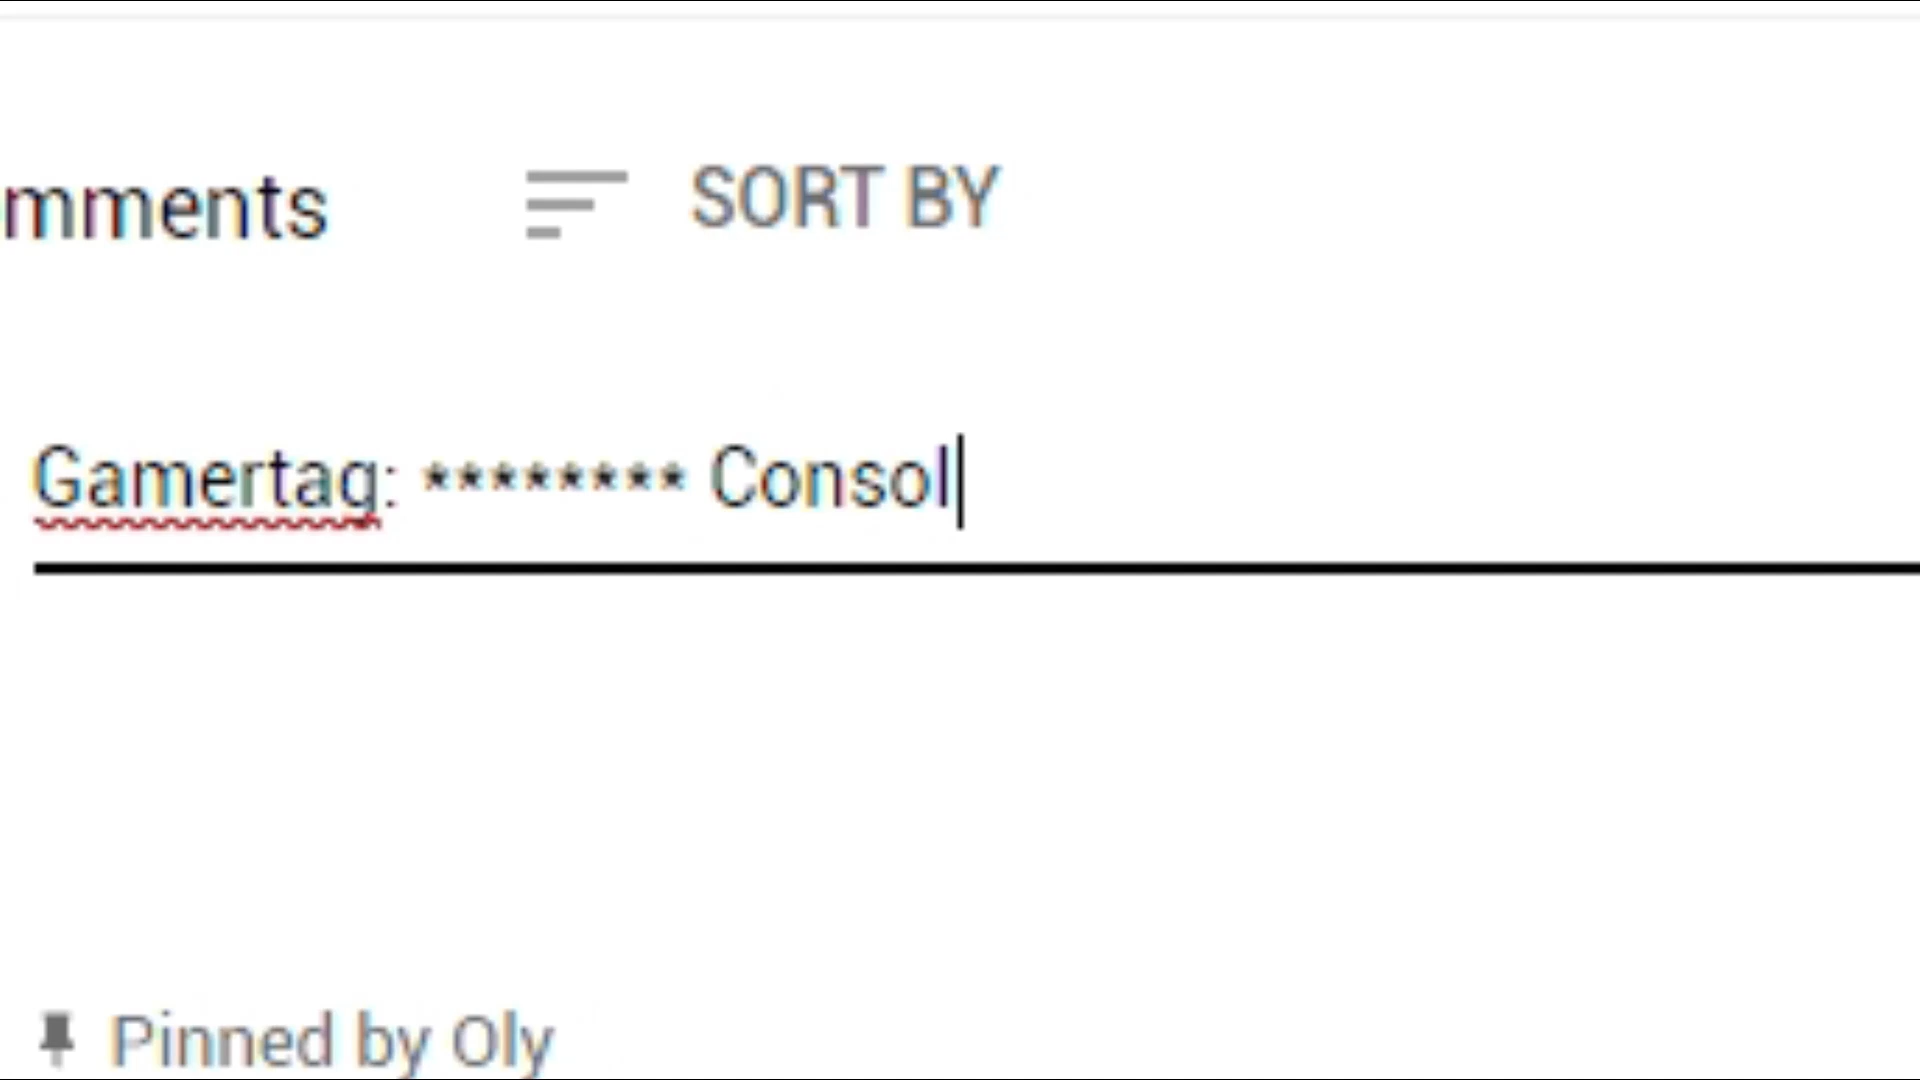 mments SORT BY
Gamertag: ******** Consol
Pinned by Oly